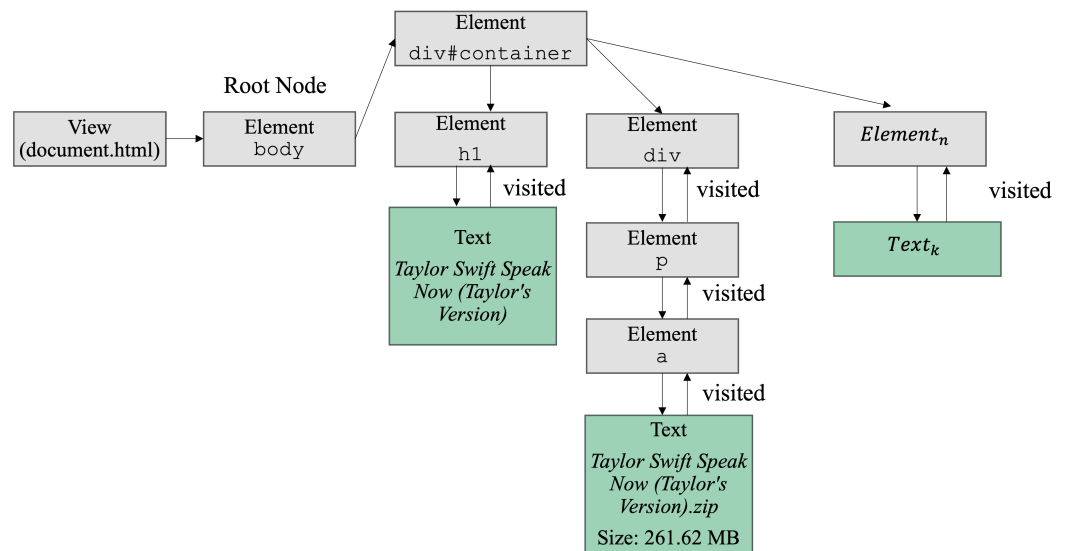 Element
div#container
Root Node
View
(document.html)
Element
body
Element
h1
Element
div
Element_n
visited
visited
visited
Text
Taylor Swift Speak
Now (Taylor's
Version)
Element
p
Text_k
visited
Element
a
visited
Text
Taylor Swift Speak
Now (Taylor's
Version).zip
Size: 261.62 MB